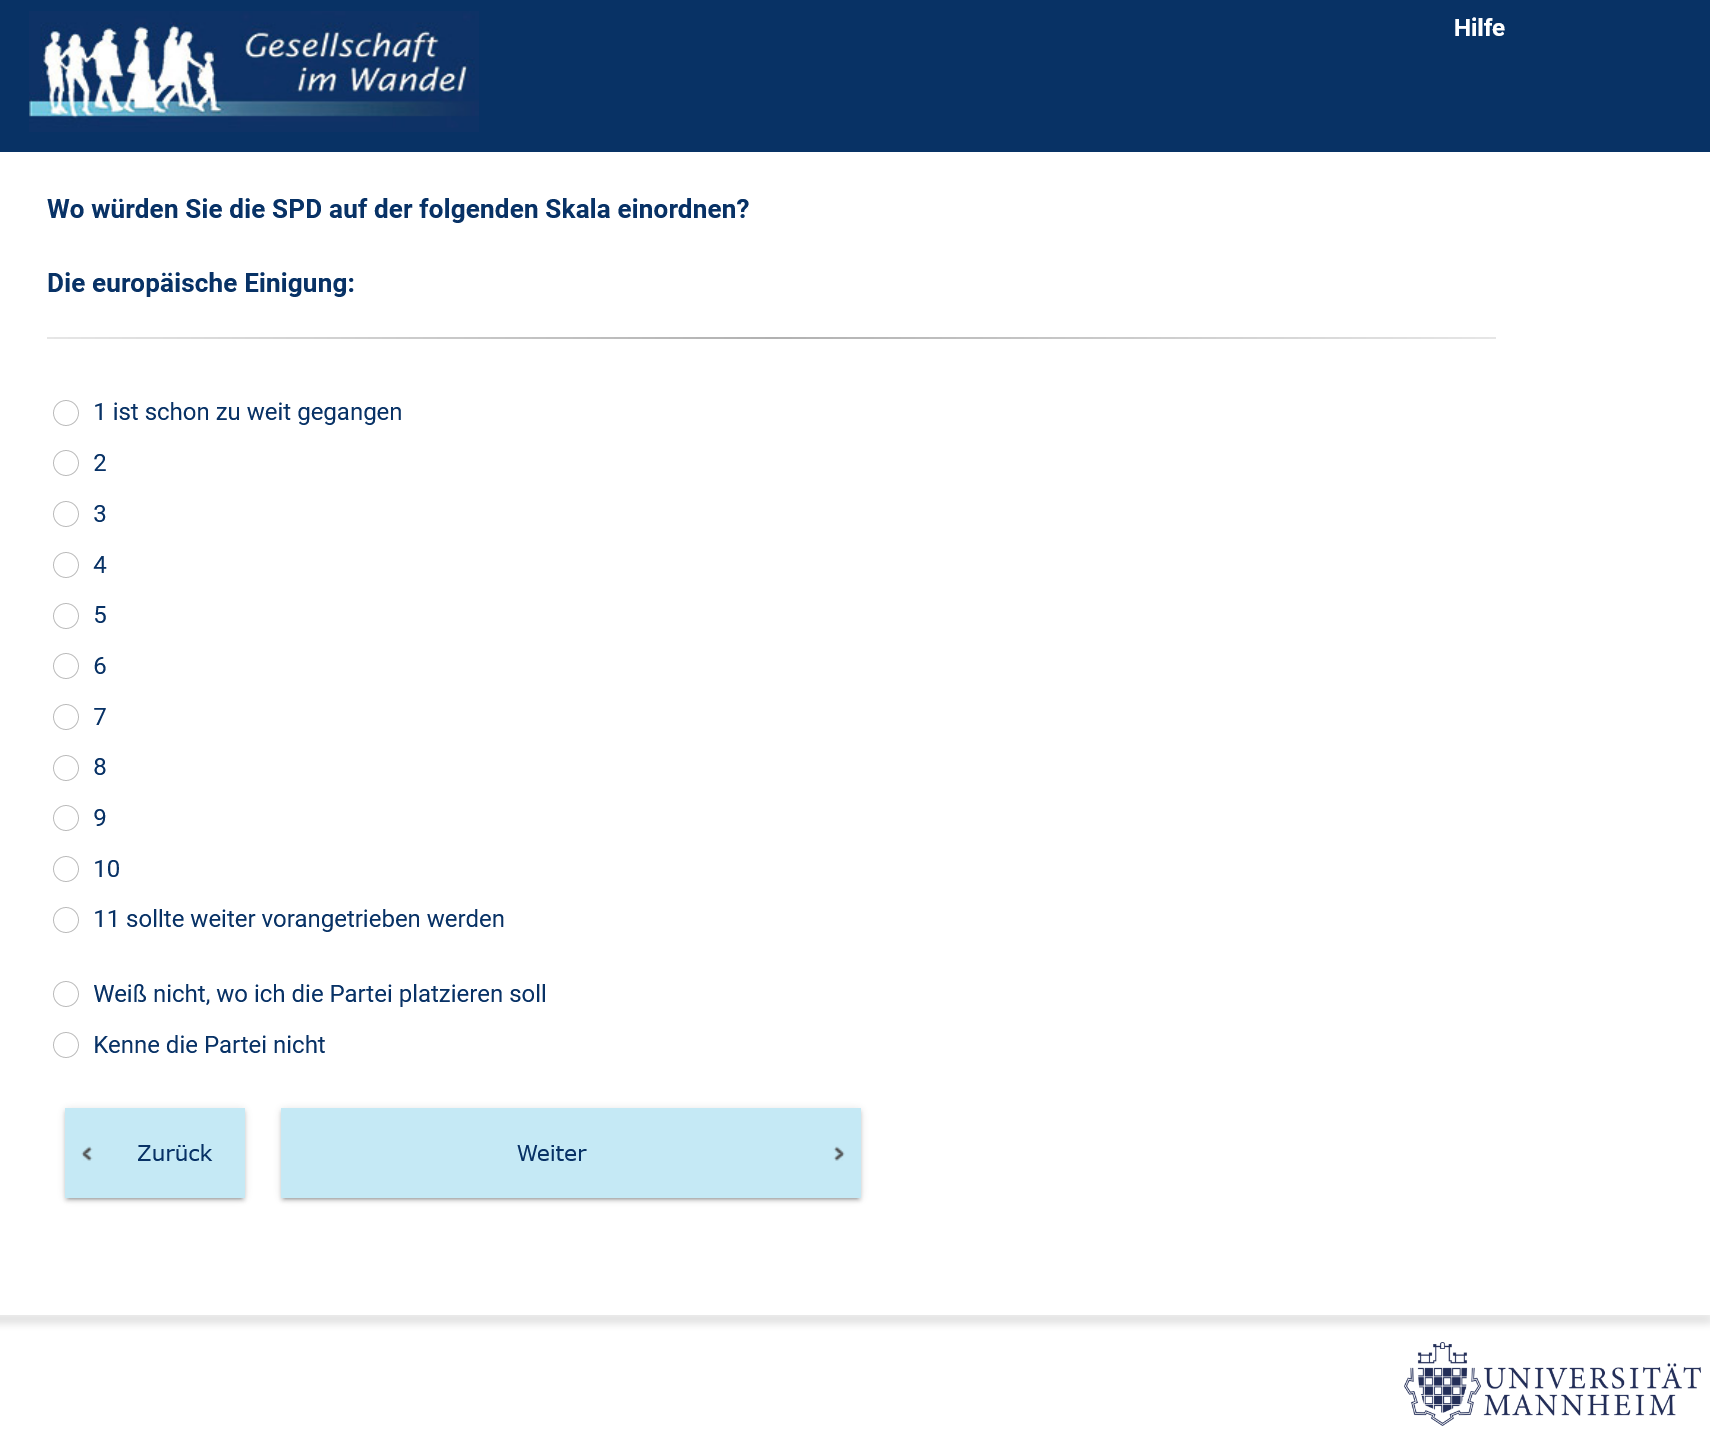 Gesellschaft
im Wandel
Hilfe
Wo würden Sie die SPD auf der folgenden Skala einordnen?
Die europäische Einigung:
1 ist schon zu weit gegangen
2
3
4
5
6
7
8
9
10
11 sollte weiter vorangetrieben werden
Weiß nicht, wo ich die Partei platzieren soll
Kenne die Partei nicht
Zurück
Weiter
UNIVERSITÄT
MANNHEIM